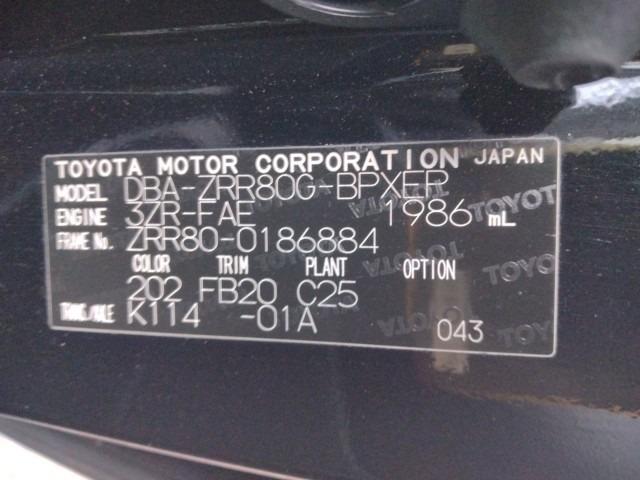 TOYOTA MOTOR CORPORATION JAPAN
MODEL DBA-ZRR80G-BPXEP
ENGINE 3ZR-FAE 1986 mL
FRAME No. ZRR80-0186884
COLOR TRIM PLANT OPTION
202 FB20 C25
TRANS/AXLE K114 -01A 043